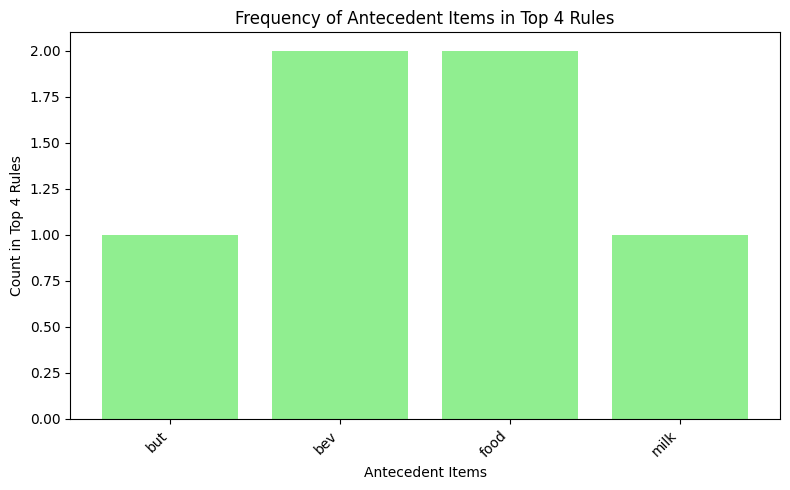 Frequency of Antecedent Items in Top 4 Rules
Count in Top 4 Rules
2.00
1.75
1.50
1.25
1.00
0.75
0.50
0.25
0.00
but
bev
food
milk
Antecedent Items